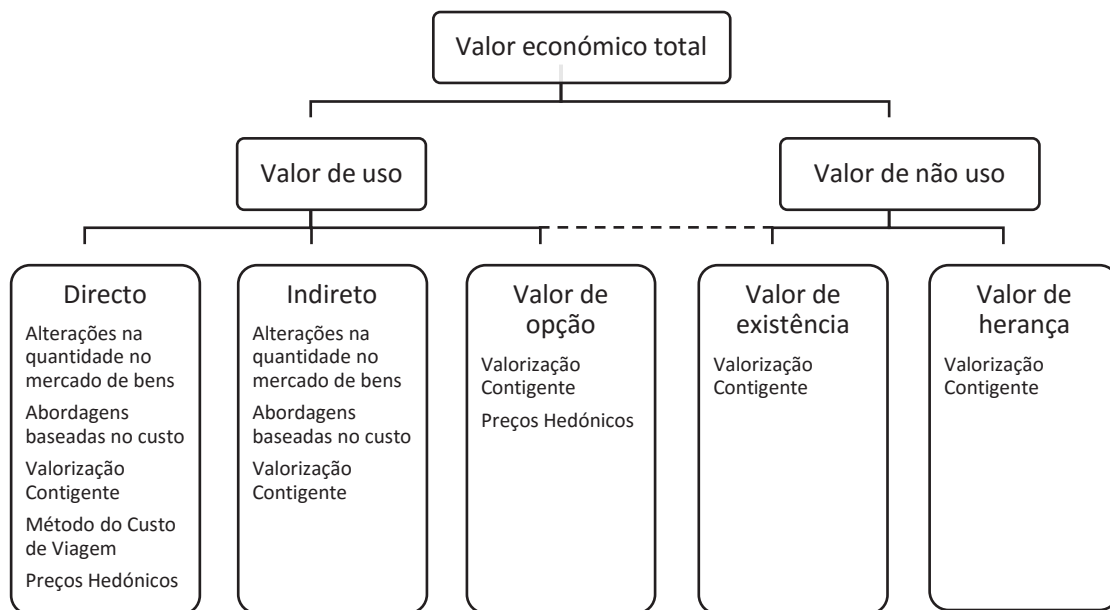 Valor económico total
Valor de uso
Valor de não uso
Directo
Alterações na
quantidade no
mercado de bens
Abordagens
baseadas no custo
Valorização
Contigente
Método do Custo
de Viagem
Preços Hedónicos
Indireto
Alterações na
quantidade no
mercado de bens
Abordagens
baseadas no custo
Valorização
Contigente
Valor de
opção
Valorização
Contigente
Preços Hedónicos
Valor de
existência
Valorização
Contigente
Valor de
herança
Valorização
Contigente